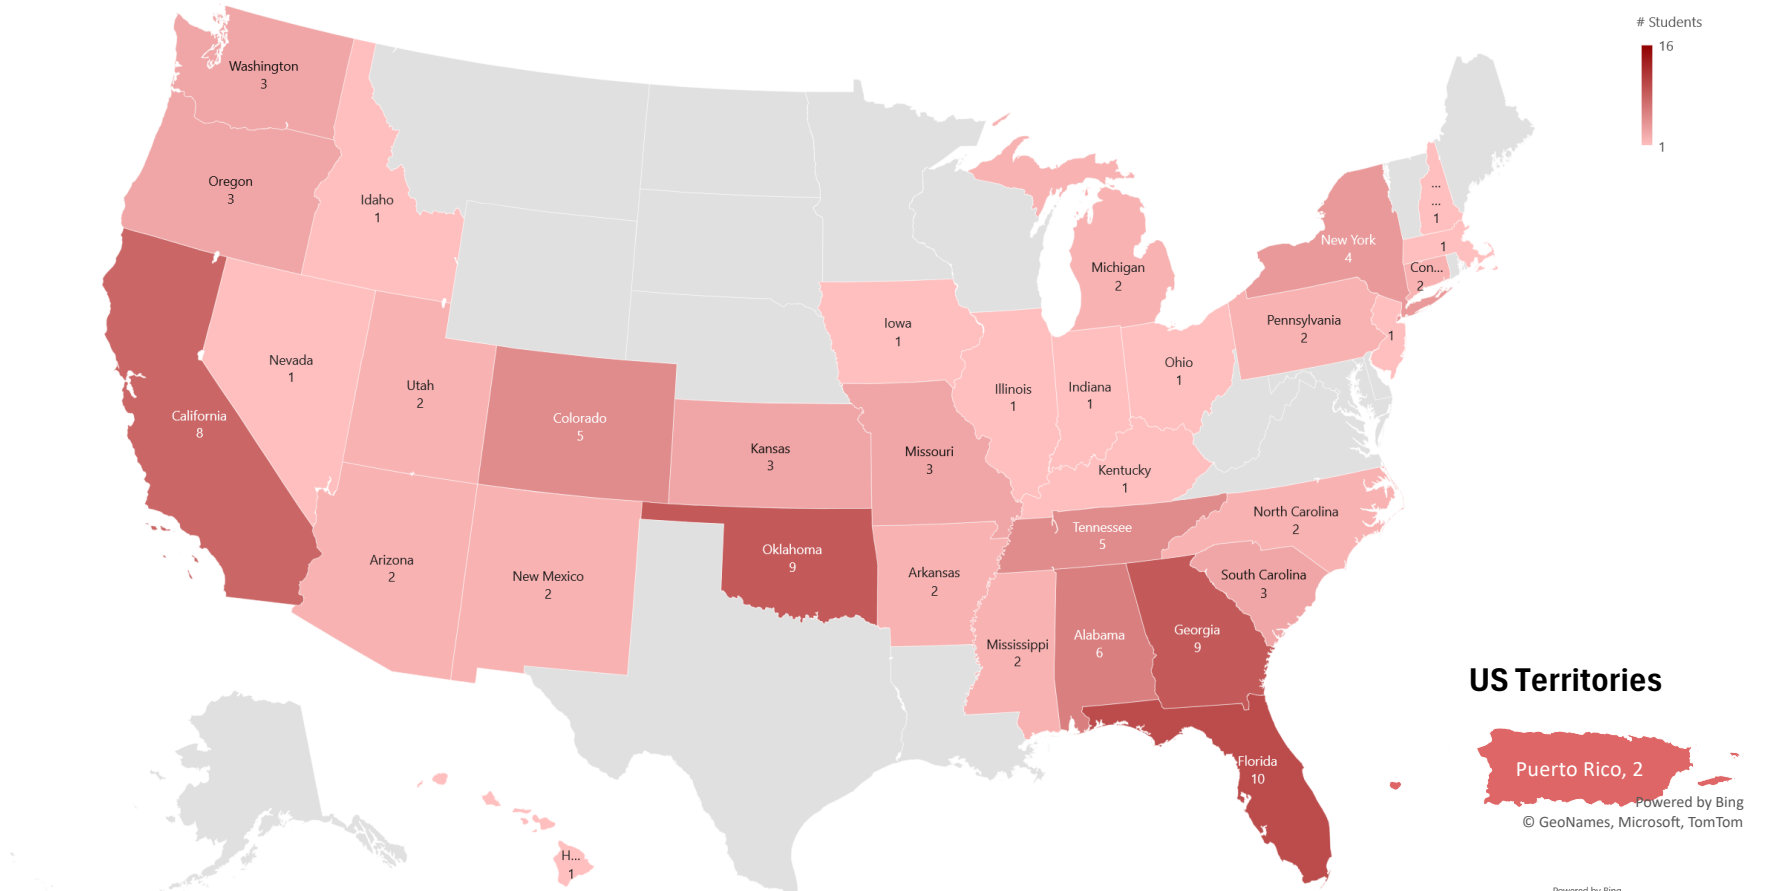 # Students
16
1
Washington
3
Oregon
3
Idaho
1
California
8
Nevada
1
Utah
2
Colorado
5
Arizona
2
New Mexico
2
Kansas
3
Oklahoma
9
Iowa
1
Missouri
3
Arkansas
2
Illinois
1
Indiana
1
Michigan
2
Ohio
1
Kentucky
1
Tennessee
5
Mississippi
2
Alabama
6
Georgia
9
Florida
10
South Carolina
3
North Carolina
2
Pennsylvania
2
New York
4
...
...
1
1
Con...
2
1
H...
1
US Territories
Puerto Rico, 2
Powered by Bing
© GeoNames, Microsoft, TomTom
Powered by Bing